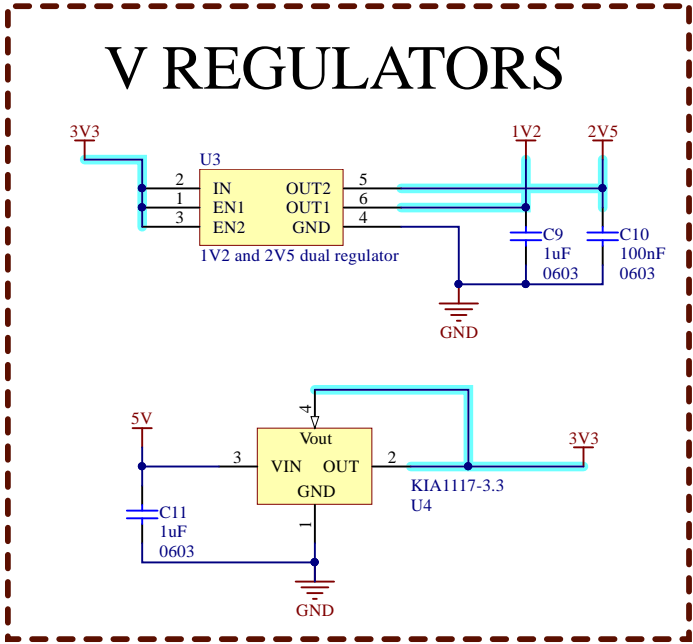 V REGULATORS
3V3
1V2
2V5
U3
2
IN
OUT2
5
1
EN1
OUT1
6
3
EN2
GND
4
1V2 and 2V5 dual regulator
C9
1uF
0603
C10
100nF
0603
GND
5V
4
Vout
3
VIN
OUT
2
3V3
GND
KIA1117-3.3
U4
1
C11
1uF
0603
GND